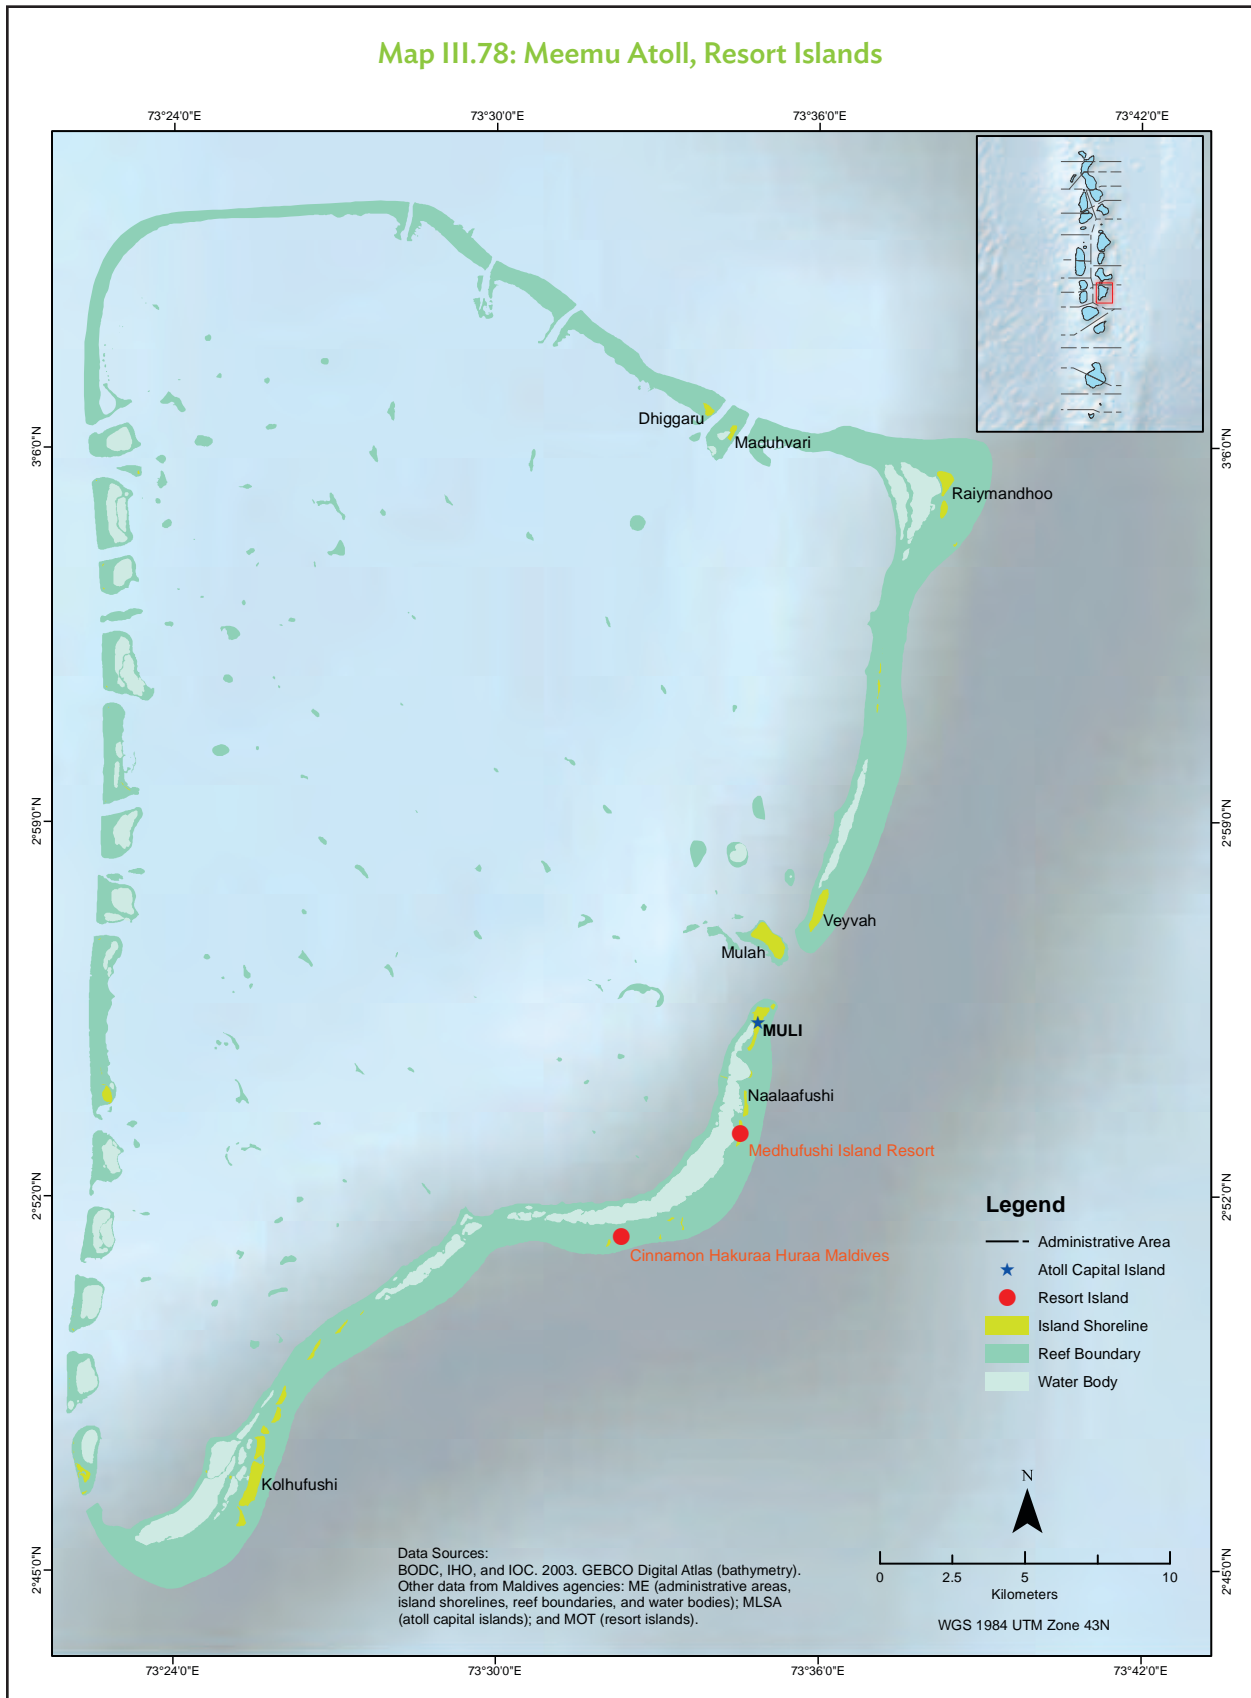 Map III.78: Meemu Atoll, Resort Islands
73°24'0"E
73°30'0"E
73°36'0"E
73°42'0"E
Dhiggaru
Maduhvari
3°6'0"N
3°6'0"N
Raiymandhoo
2°59'0"N
2°59'0"N
Veyvah
Mulah
MULI
Naalaafushi
Medhufushi Island Resort
2°52'0"N
2°52'0"N
Cinnamon Hakuraa Huraa Maldives
Legend
Administrative Area
Atoll Capital Island
Resort Island
Island Shoreline
Reef Boundary
Water Body
Kolhufushi
N
Data Sources:
BODC, IHO, and IOC. 2003. GEBCO Digital Atlas (bathymetry).
Other data from Maldives agencies: ME (administrative areas,
island shorelines, reef boundaries, and water bodies); MLSA
(atoll capital islands); and MOT (resort islands).
0 2.5 5 10
Kilometers
WGS 1984 UTM Zone 43N
2°45'0"N
2°45'0"N
73°24'0"E
73°30'0"E
73°36'0"E
73°42'0"E